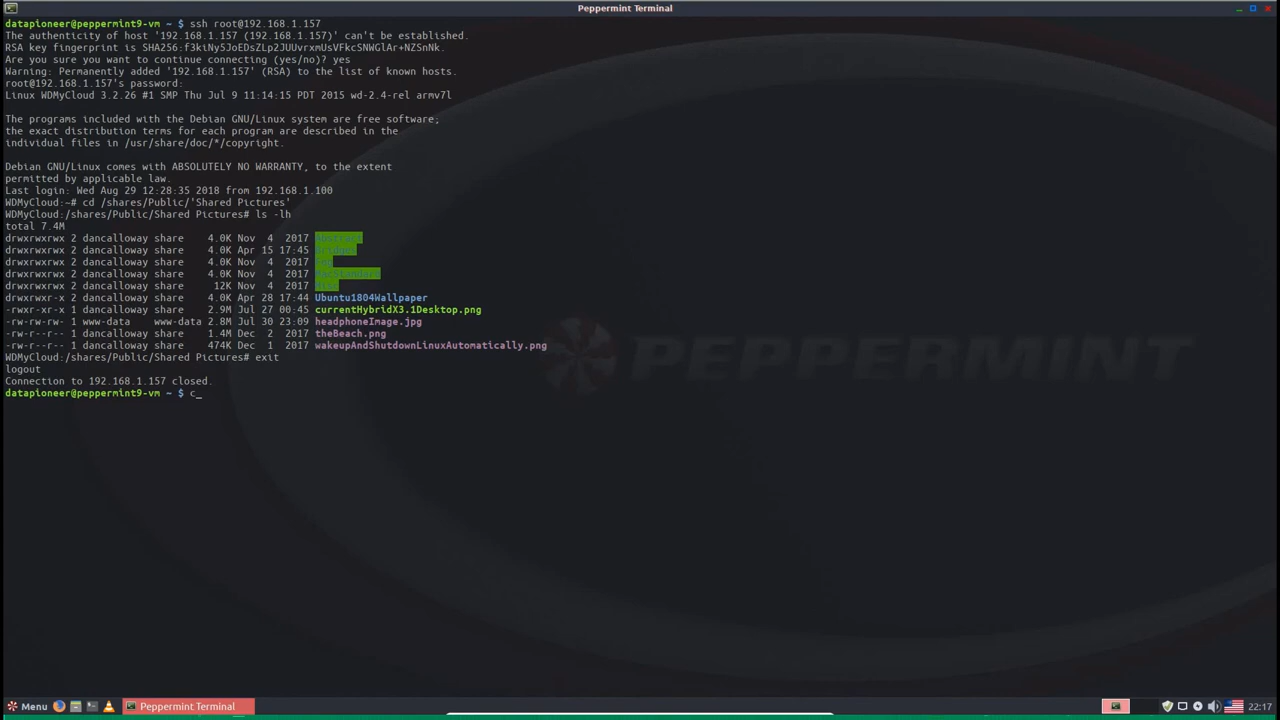 Peppermint Terminal
datapioneer@peppermint9-vm ~ $ ssh root@192.168.1.157
The authenticity of host '192.168.1.157 (192.168.1.157)' can't be established.
RSA key fingerprint is SHA256:f3kiNy5JoEDsZLp2JUUvrxmUsVFkcSNWGlAr+NZSnNk.
Are you sure you want to continue connecting (yes/no)? yes
Warning: Permanently added '192.168.1.157' (RSA) to the list of known hosts.
root@192.168.1.157's password:
Linux WDMyCloud 3.2.26 #1 SMP Thu Jul 9 11:14:15 PDT 2015 wd-2.4-rel armv7l
The programs included with the Debian GNU/Linux system are free software;
the exact distribution terms for each program are described in the
individual files in /usr/share/doc/*/copyright.
Debian GNU/Linux comes with ABSOLUTELY NO WARRANTY, to the extent
permitted by applicable law.
Last login: Wed Aug 29 12:28:35 2018 from 192.168.1.100
WDMyCloud:~# cd /shares/Public/'Shared Pictures'
WDMyCloud:/shares/Public/Shared Pictures# ls -lh
total 7.4M
drwxrwxrwx 2 dancalloway share 4.0K Nov 4 2017
drwxrwxrwx 2 dancalloway share 4.0K Apr 15 17:45
drwxrwxrwx 2 dancalloway share 4.0K Nov 4 2017
drwxrwxrwx 2 dancalloway share 4.0K Nov 4 2017
drwxrwxrwx 2 dancalloway share 12K Nov 4 2017
drwxrwxr-x 2 dancalloway share 4.0K Apr 28 17:44 Ubuntu1804Wallpaper
-rwxr-xr-x 1 dancalloway share 2.9M Jul 27 00:45 currentHybridX3.1Desktop.png
-rw-rw-rw- 1 www-data www-data 2.8M Jul 30 23:09 headphoneImage.jpg
-rw-r--r-- 1 dancalloway share 1.4M Dec 2 2017 theBeach.png
-rw-r--r-- 1 dancalloway share 474K Dec 1 2017 wakeupAndShutdownLinuxAutomatically.png
WDMyCloud:/shares/Public/Shared Pictures# exit
logout
Connection to 192.168.1.157 closed.
datapioneer@peppermint9-vm ~ $ c_
PEPPERMINT
Menu Peppermint Terminal 22:17